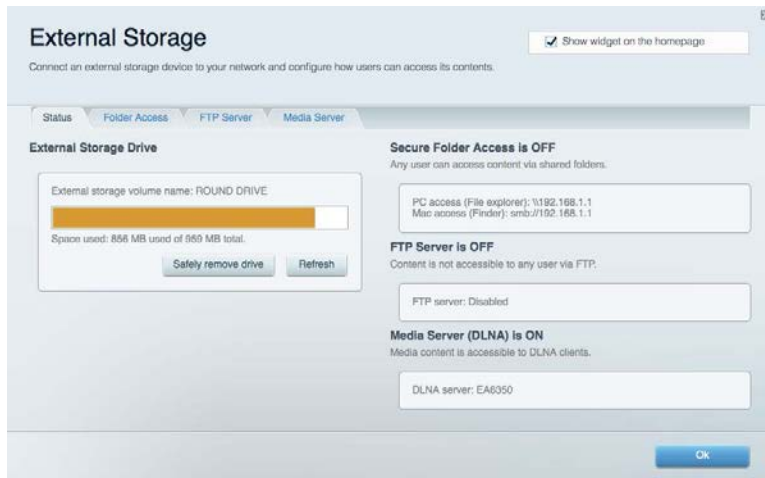 External Storage
Show widget on the homepage
Connect an external storage device to your network and configure how users can access its contents.
Status
Folder Access
FTP Server
Media Server
External Storage Drive
External storage volume name: ROUND DRIVE
Space used: 856 MB used of 959 MB total.
Safely remove drive
Refresh
Secure Folder Access is OFF
Any user can access content via shared folders.
PC access (File explorer): \\192.168.1.1
Mac access (Finder): smb://192.168.1.1
FTP Server is OFF
Content is not accessible to any user via FTP.
FTP server: Disabled
Media Server (DLNA) is ON
Media content is accessible to DLNA clients.
DLNA server: EA6350
Ok